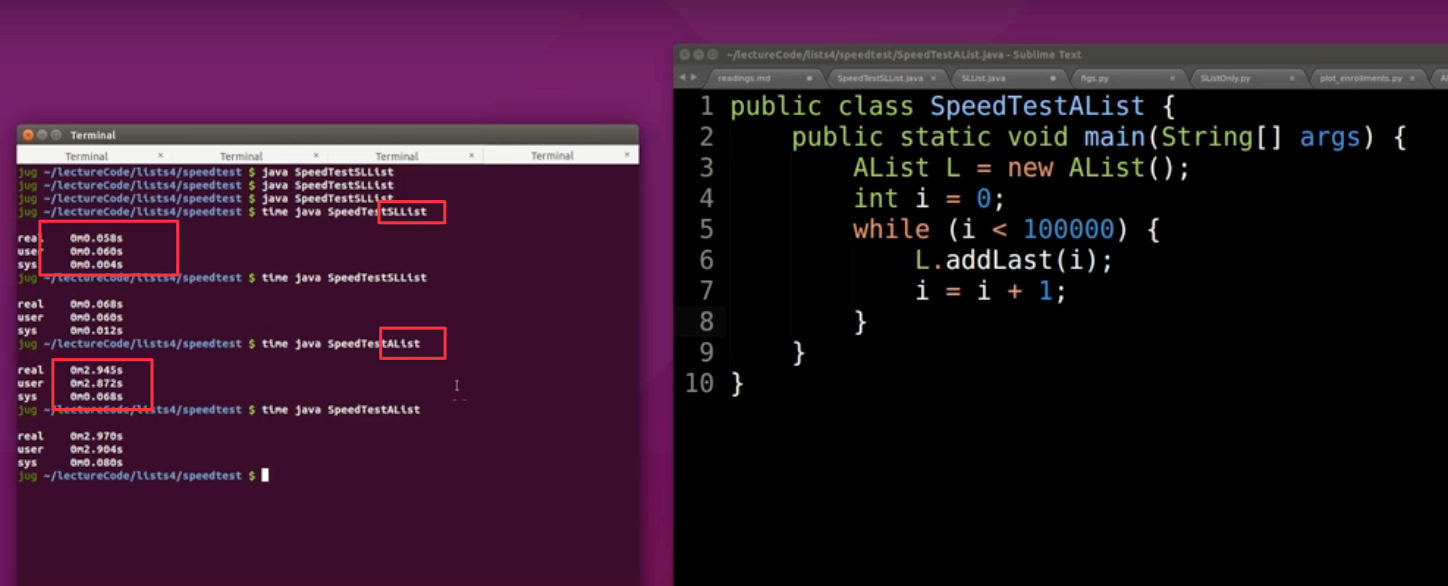 ~/lectureCode/lists4/speedtest/SpeedTestAList.java - Sublime Text
readings.md SpeedTestSLList.java × SLList.java figs.py × SListOnly.py × plot_enrollments.py × Al
Terminal
Terminal × Terminal × Terminal × Terminal ×
jug ~/lectureCode/lists4/speedtest $ java SpeedTestSLList
jug ~/lectureCode/lists4/speedtest $ java SpeedTestSLList
jug ~/lectureCode/lists4/speedtest $ java SpeedTestSLList
jug ~/lectureCode/lists4/speedtest $ time java SpeedTestSLList
real 0m0.058s
user 0m0.060s
sys 0m0.004s
jug ~/lectureCode/lists4/speedtest $ time java SpeedTestSLList
real 0m0.068s
user 0m0.060s
sys 0m0.012s
jug ~/lectureCode/lists4/speedtest $ time java SpeedTestAList
real 0m2.945s
user 0m2.872s
sys 0m0.068s
jug ~/lectureCode/lists4/speedtest $ time java SpeedTestAList
real 0m2.970s
user 0m2.904s
sys 0m0.080s
jug ~/lectureCode/lists4/speedtest $
1 public class SpeedTestAList {
2 public static void main(String[] args) {
3 AList L = new AList();
4 int i = 0;
5 while (i < 100000) {
6 L.addLast(i);
7 i = i + 1;
8 }
9 }
10 }